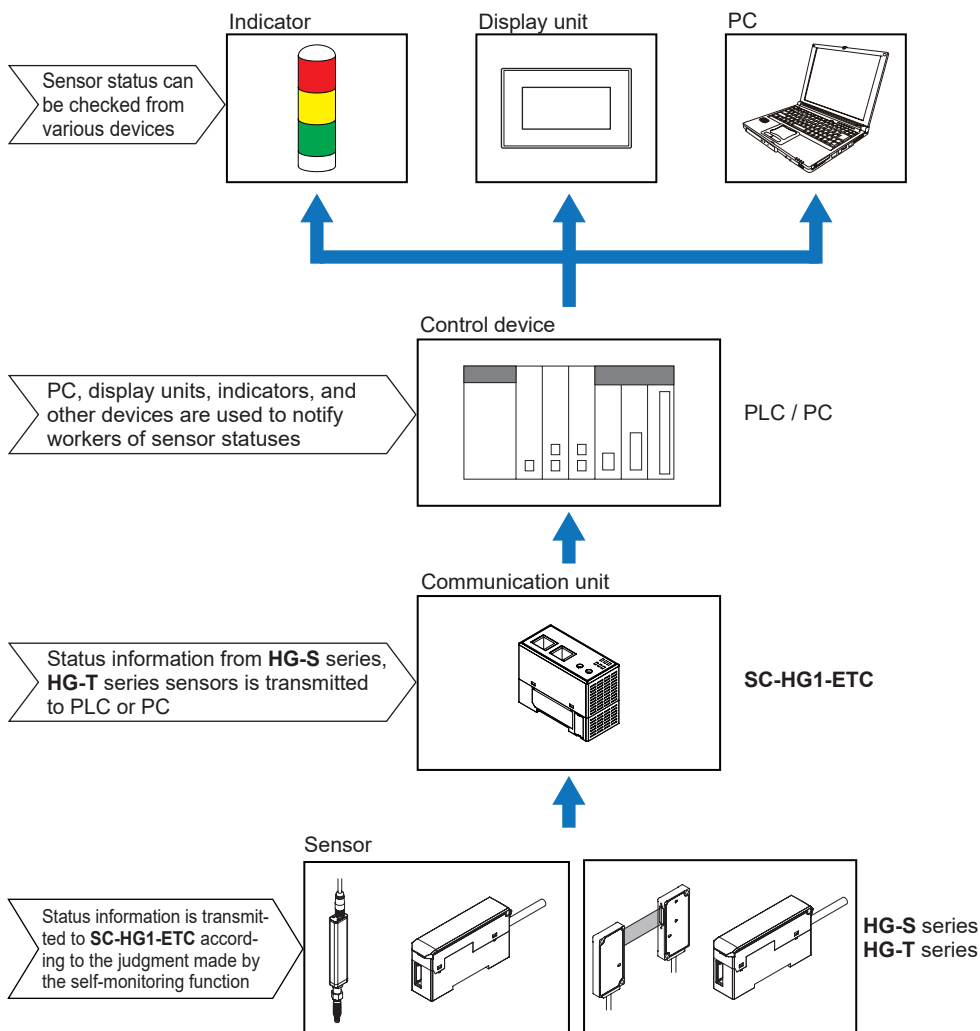 Indicator
Display unit
PC
Sensor status can
be checked from
various devices
Control device
PC, display units, indicators, and
other devices are used to notify
workers of sensor statuses
PLC / PC
Communication unit
Status information from HG-S series,
HG-T series sensors is transmitted
to PLC or PC
SC-HG1-ETC
Sensor
Status information is transmit-
ted to SC-HG1-ETC accord-
ing to the judgment made by
the self-monitoring function
HG-S series
HG-T series